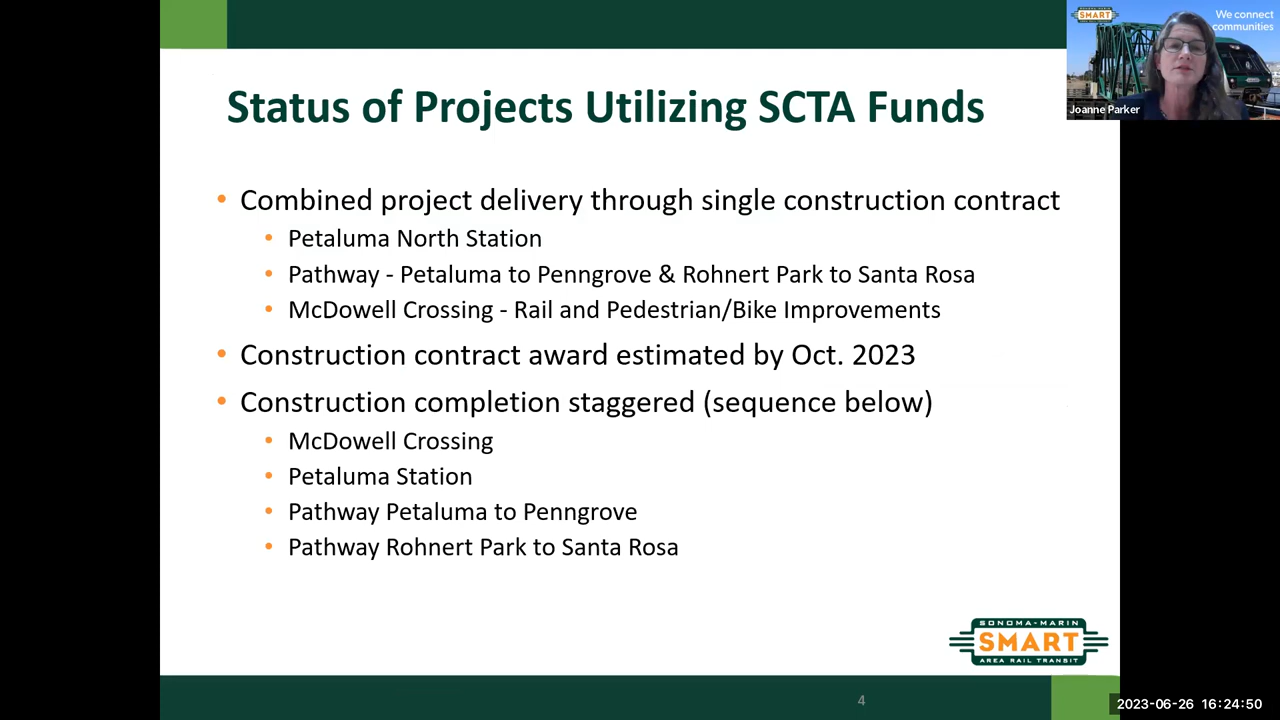 SONOMA-MARIN
SMART
We connect
communities
Joanne Parker
Status of Projects Utilizing SCTA Funds
• Combined project delivery through single construction contract
• Petaluma North Station
• Pathway - Petaluma to Penngrove & Rohnert Park to Santa Rosa
• McDowell Crossing - Rail and Pedestrian/Bike Improvements
• Construction contract award estimated by Oct. 2023
• Construction completion staggered (sequence below)
• McDowell Crossing
• Petaluma Station
• Pathway Petaluma to Penngrove
• Pathway Rohnert Park to Santa Rosa
SONOMA-MARIN
SMART
AREA RAIL TRANSIT
4
2023-06-26 16:24:50